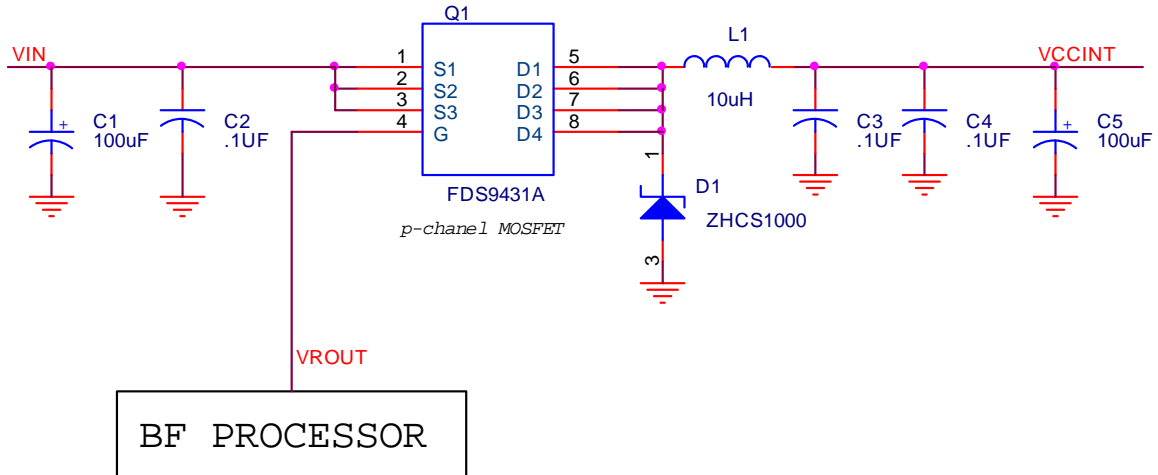 Q1
VIN
L1
VCCINT
1 S1 D1 5
2 S2 D2 6
3 S3 D3 7
4 G D4 8
10uH
C1
100uF
+
C2
.1UF
C3
.1UF
C4
.1UF
C5
100uF
+
FDS9431A
p-chanel MOSFET
1
D1
ZHCS1000
3
VROUT
BF PROCESSOR